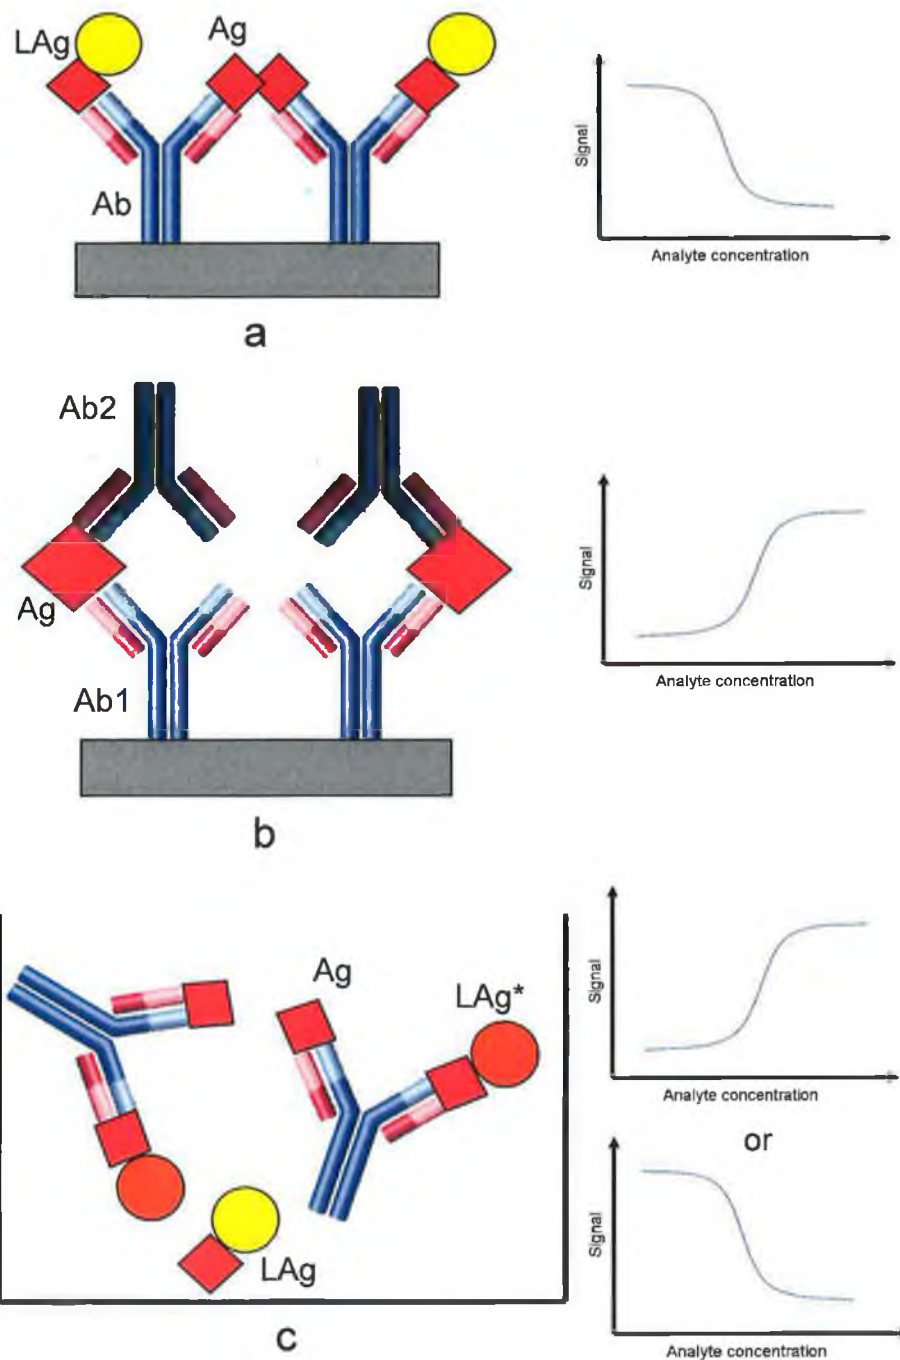 LAg
Ag
Ab
Signal
Analyte concentration
a
Ab2
Ag
Ab1
Signal
Analyte concentration
b
Ag
LAg*
LAg
Signal
Analyte concentration
or
Signal
Analyte concentration
c